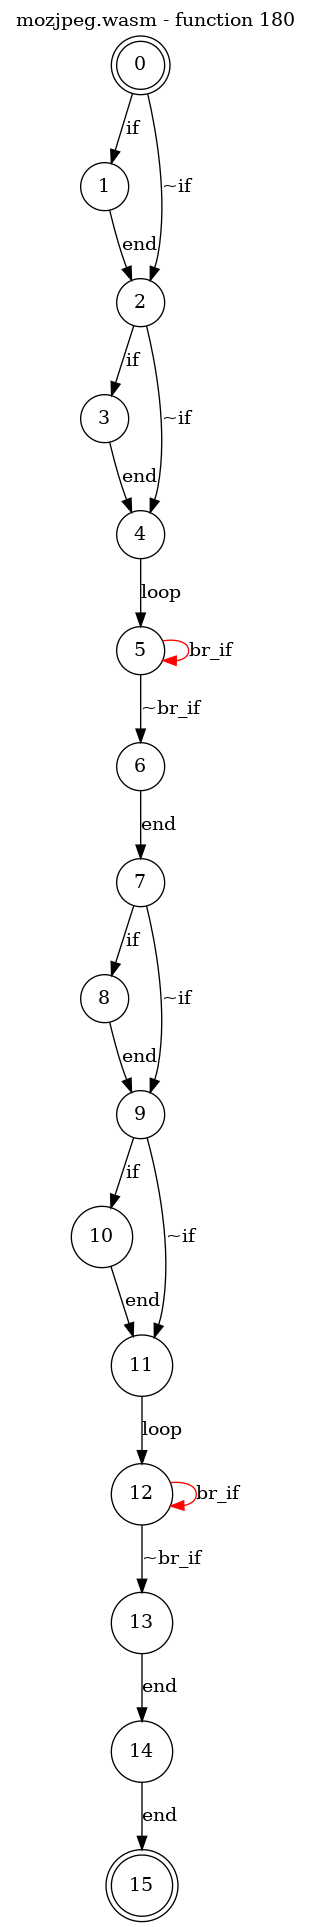 mozjpeg.wasm - function 180
0
if
1
~if
end
2
if
~if
3
end
4
loop
5
br_if
~br_if
6
end
7
if
8
~if
end
9
if
10
~if
end
11
loop
12
br_if
~br_if
13
end
14
end
15